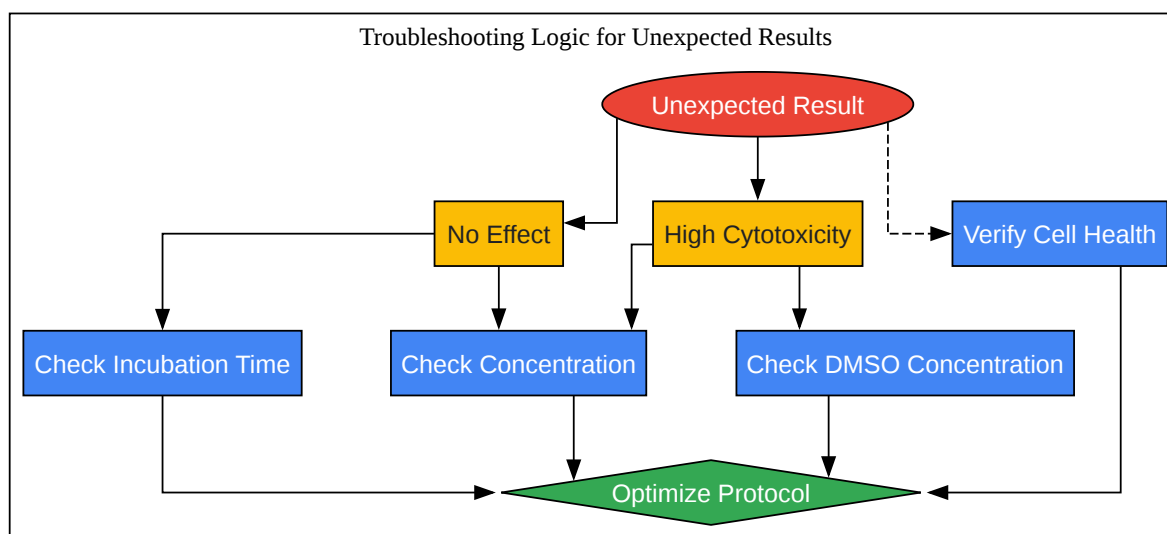 Troubleshooting Logic for Unexpected Results
Unexpected Result
No Effect
High Cytotoxicity
Verify Cell Health
Check Incubation Time
Check Concentration
Check DMSO Concentration
Optimize Protocol